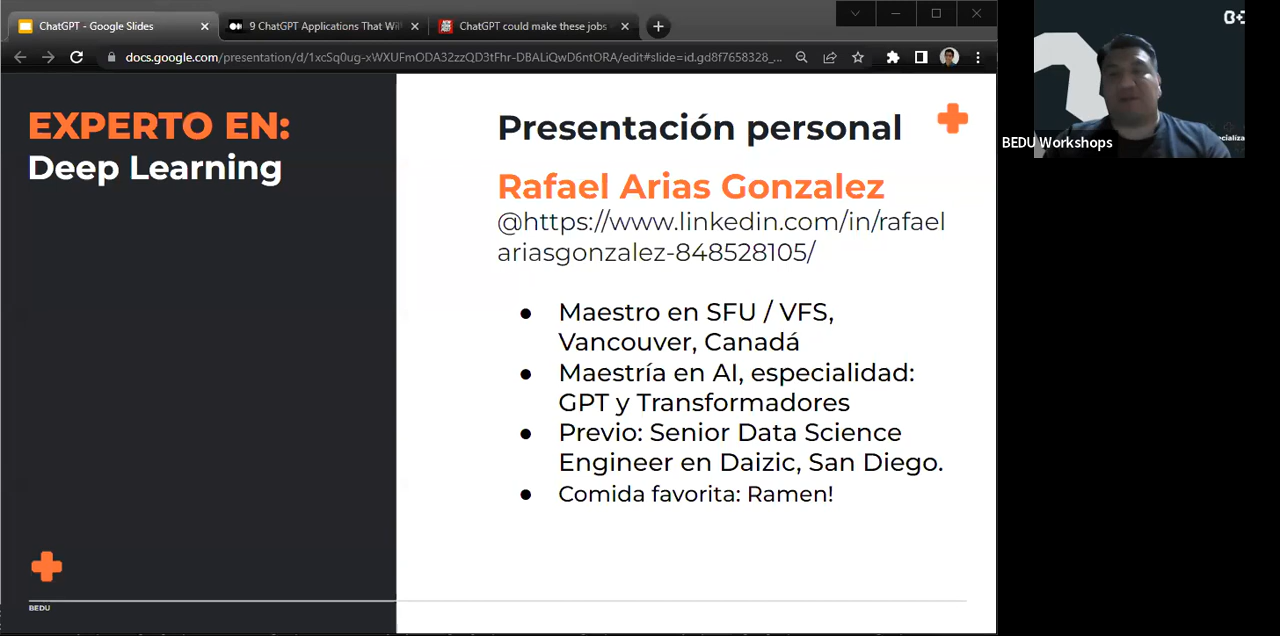 ChatGPT - Google Slides
9 ChatGPT Applications That Wil
ChatGPT could make these jobs
docs.google.com/presentation/d/1xcSq0ug-xWXUFmODA32zzQD3tFhr-DBALiQwD6ntORA/edit#slide=id.gd8f7658328_...
EXPERTO EN:
Deep Learning
Presentación personal
Rafael Arias Gonzalez
@https://www.linkedin.com/in/rafael
ariasgonzalez-848528105/
● Maestro en SFU / VFS,
Vancouver, Canadá
● Maestría en AI, especialidad:
GPT y Transformadores
● Previo: Senior Data Science
Engineer en Daizic, San Diego.
● Comida favorita: Ramen!
BEDU
BEDU Workshops